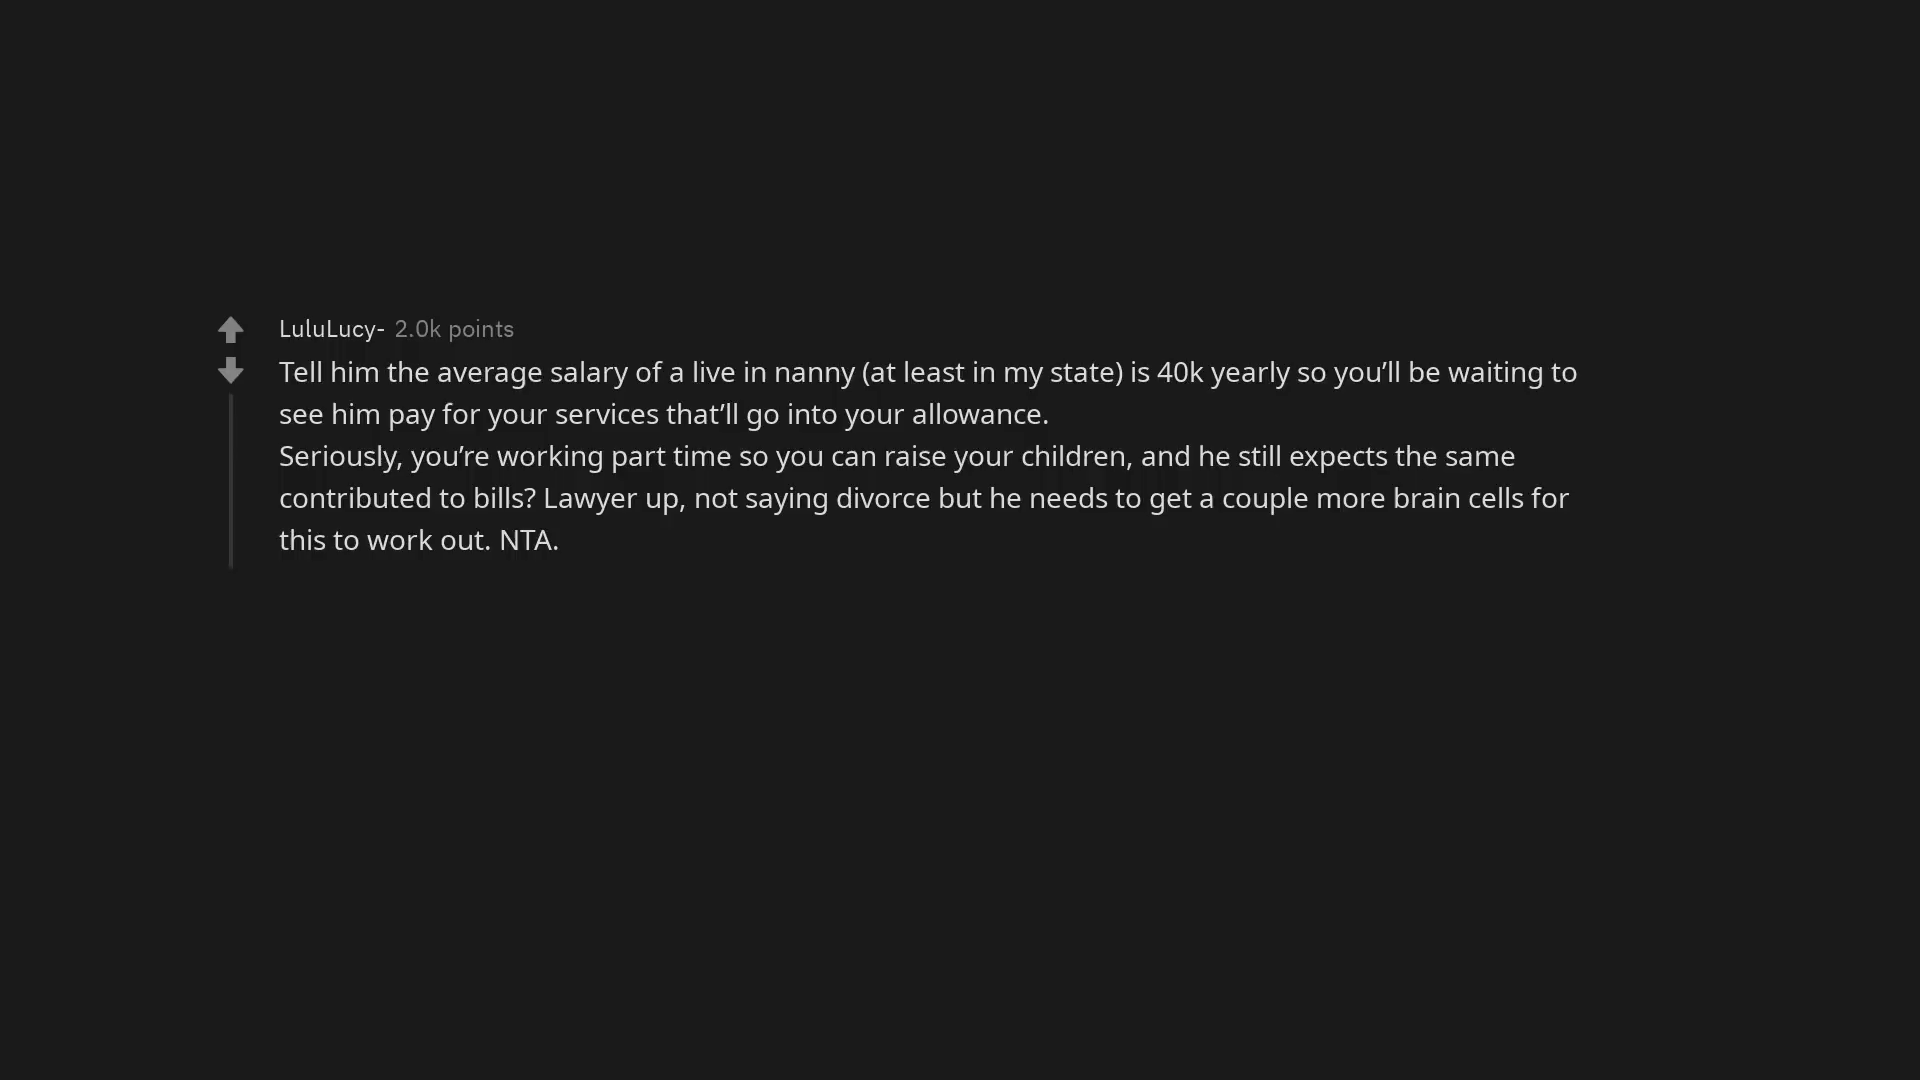 LuluLucy- 2.0k points
Tell him the average salary of a live in nanny (at least in my state) is 40k yearly so you’ll be waiting to
see him pay for your services that’ll go into your allowance.
Seriously, you’re working part time so you can raise your children, and he still expects the same
contributed to bills? Lawyer up, not saying divorce but he needs to get a couple more brain cells for
this to work out. NTA.